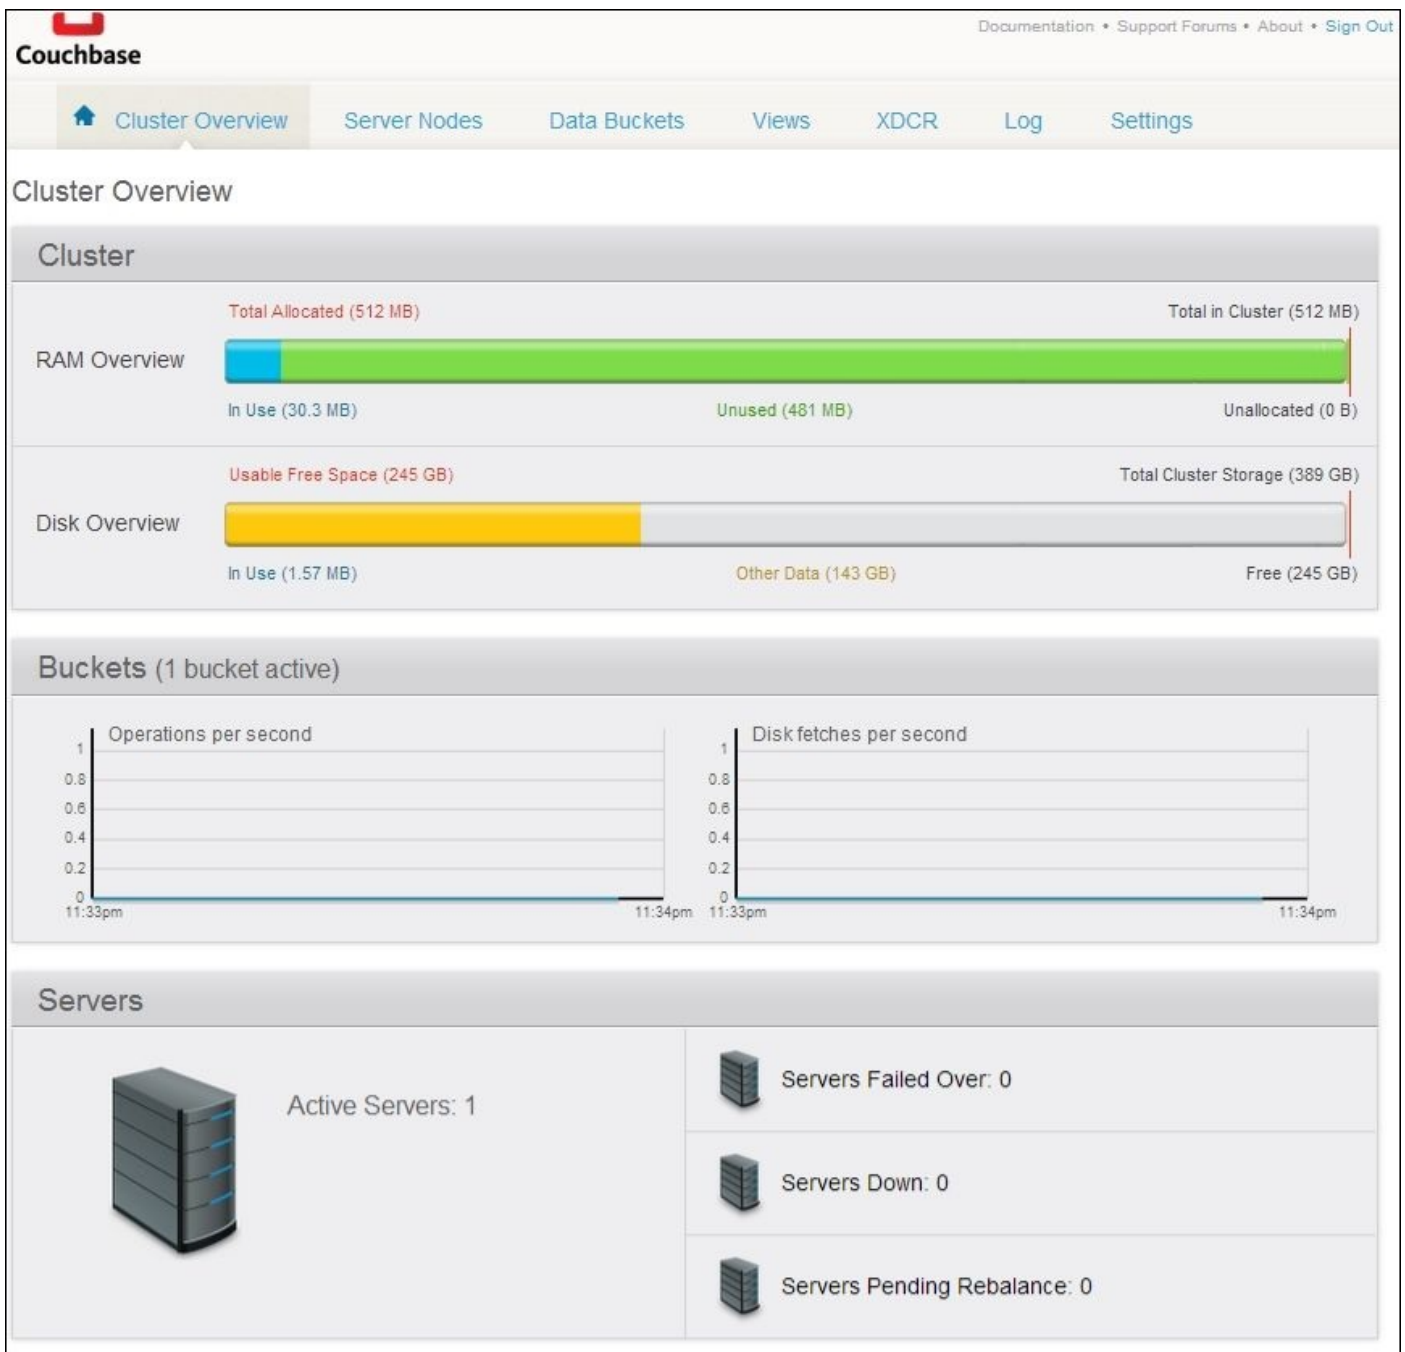 Couchbase
Documentation • Support Forums • About • Sign Out
Cluster Overview Server Nodes Data Buckets Views XDCR Log Settings
Cluster Overview
Cluster
Total Allocated (512 MB) Total in Cluster (512 MB)
RAM Overview
In Use (30.3 MB) Unused (481 MB) Unallocated (0 B)
Usable Free Space (245 GB) Total Cluster Storage (389 GB)
Disk Overview
In Use (1.57 MB) Other Data (143 GB) Free (245 GB)
Buckets (1 bucket active)
Operations per second
1
0.8
0.6
0.4
0.2
0
11:33pm 11:34pm
Disk fetches per second
1
0.8
0.6
0.4
0.2
0
11:33pm 11:34pm
Servers
Active Servers: 1
Servers Failed Over: 0
Servers Down: 0
Servers Pending Rebalance: 0